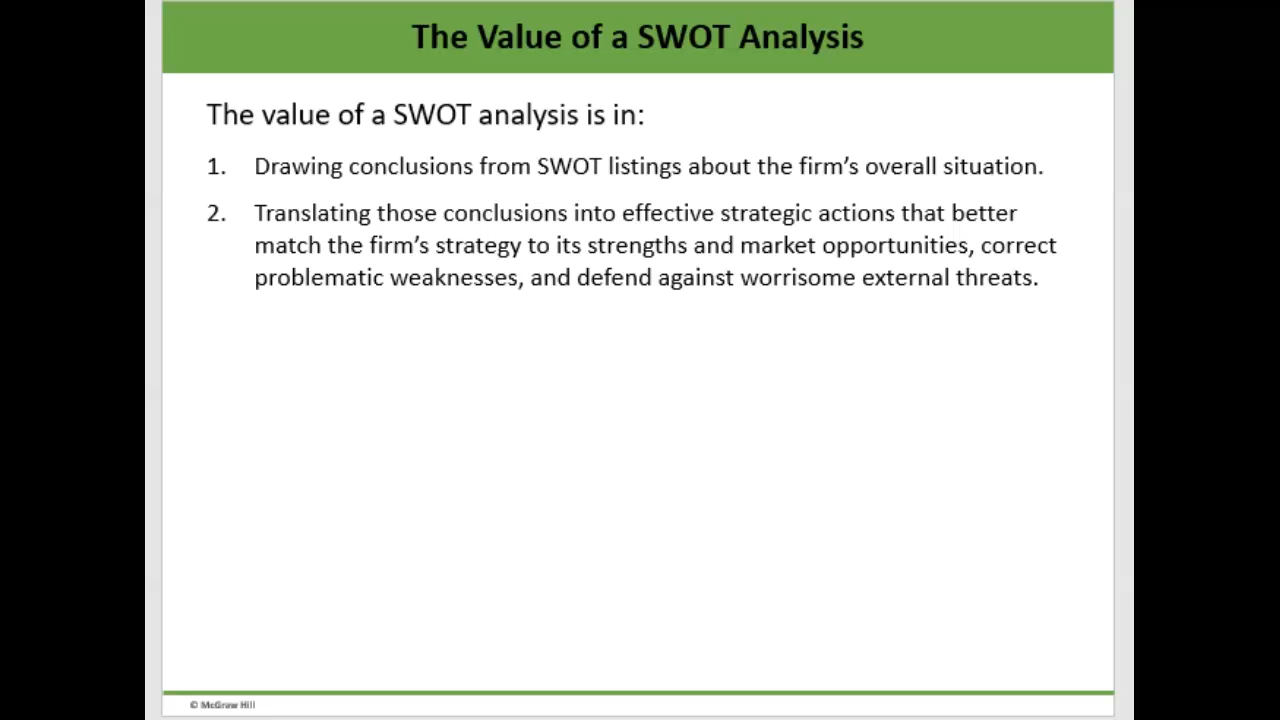 The Value of a SWOT Analysis
The value of a SWOT analysis is in:
1. Drawing conclusions from SWOT listings about the firm’s overall situation.
2. Translating those conclusions into effective strategic actions that better
match the firm’s strategy to its strengths and market opportunities, correct
problematic weaknesses, and defend against worrisome external threats.
© McGraw Hill